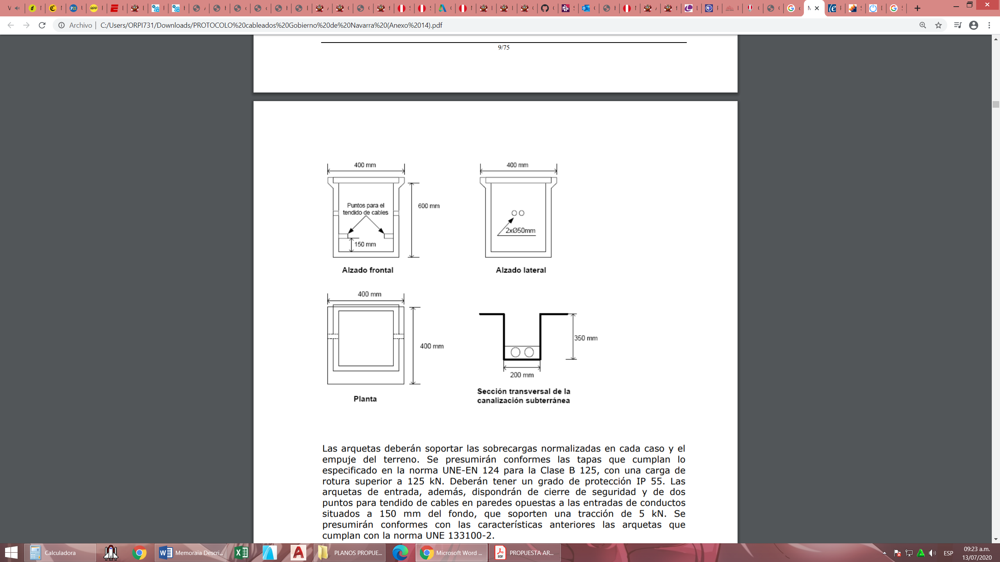 Archivo
C:/Users/ORPI731/Downloads/PROTOCOLO%20cableados%20Gobierno%20de%20Navarra%20(Anexo%2014).pdf
9/75
400 mm
400 mm
Puntos para el
tendido de cables
600 mm
2xØ50mm
150 mm
Alzado frontal
Alzado lateral
400 mm
400 mm
350 mm
200 mm
Sección transversal de la
canalización subterránea
Planta
Las arquetas deberán soportar las sobrecargas normalizadas en cada caso y el
empuje del terreno. Se presumirán conformes las tapas que cumplan lo
especificado en la norma UNE-EN 124 para la Clase B 125, con una carga de
rotura superior a 125 kN. Deberán tener un grado de protección IP 55. Las
arquetas de entrada, además, dispondrán de cierre de seguridad y de dos
puntos para tendido de cables en paredes opuestas a las entradas de conductos
situados a 150 mm del fondo, que soporten una tracción de 5 kN. Se
presumirán conformes con las características anteriores las arquetas que
cumplan con la norma UNE 133100-2.
Calculadora
Memoraia Descri...
PLANOS PROPUE...
Microsoft Word ...
PROPUESTA AR...
ESP
09:23 a.m.
13/07/2020